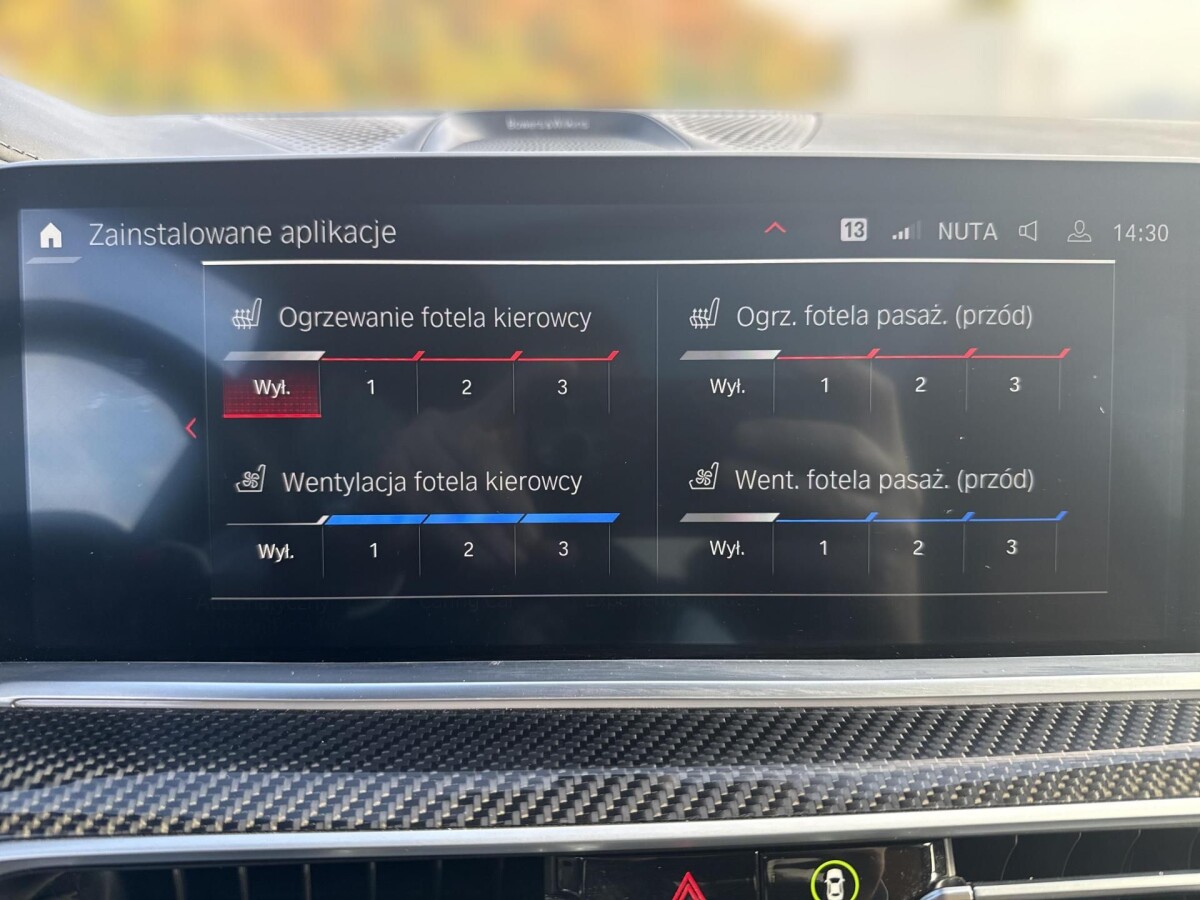 Zainstalowane aplikacje
13 NUTA 14:30
Ogrzewanie fotela kierowcy
Wył. 1 2 3
Ogrz. fotela pasaż. (przód)
Wył. 1 2 3
Wentylacja fotela kierowcy
Wył. 1 2 3
Went. fotela pasaż. (przód)
Wył. 1 2 3